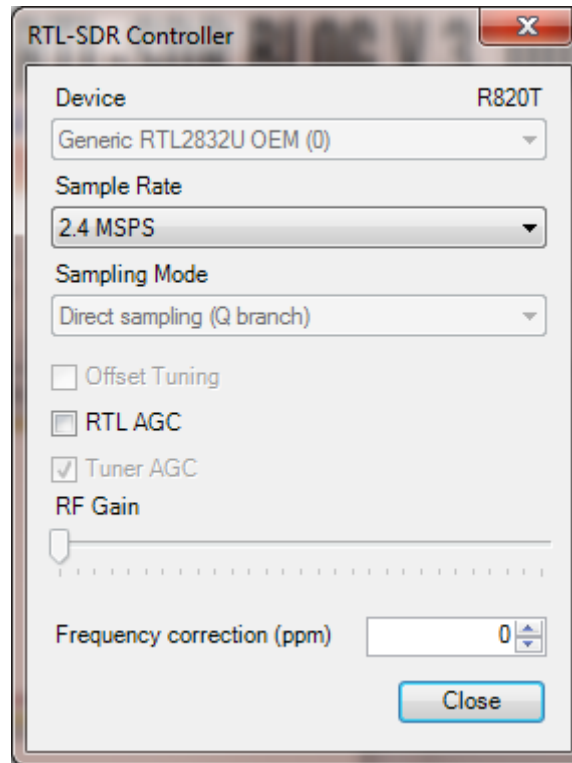 RTL-SDR Controller
Device R820T
Generic RTL2832U OEM (0)
Sample Rate
2.4 MSPS
Sampling Mode
Direct sampling (Q branch)
Offset Tuning
RTL AGC
Tuner AGC
RF Gain
Frequency correction (ppm) 0
Close